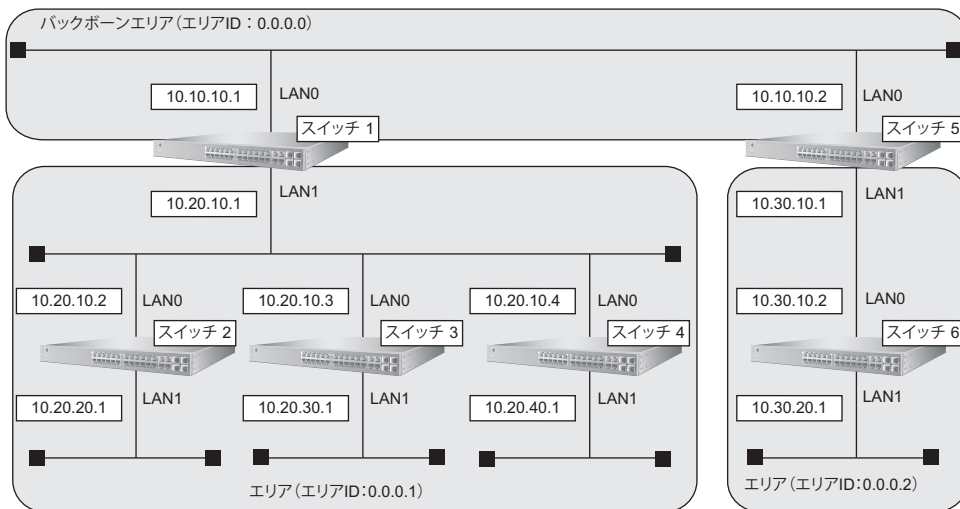 バックボーンエリア(エリアID:0.0.0.0)
10.10.10.1
LAN0
10.10.10.2
LAN0
スイッチ 1
スイッチ 5
10.20.10.1
LAN1
10.30.10.1
LAN1
10.20.10.2
LAN0
10.20.10.3
LAN0
10.20.10.4
LAN0
10.30.10.2
LAN0
スイッチ 2
スイッチ 3
スイッチ 4
スイッチ 6
10.20.20.1
LAN1
10.20.30.1
LAN1
10.20.40.1
LAN1
10.30.20.1
LAN1
エリア(エリアID:0.0.0.1)
エリア(エリアID:0.0.0.2)